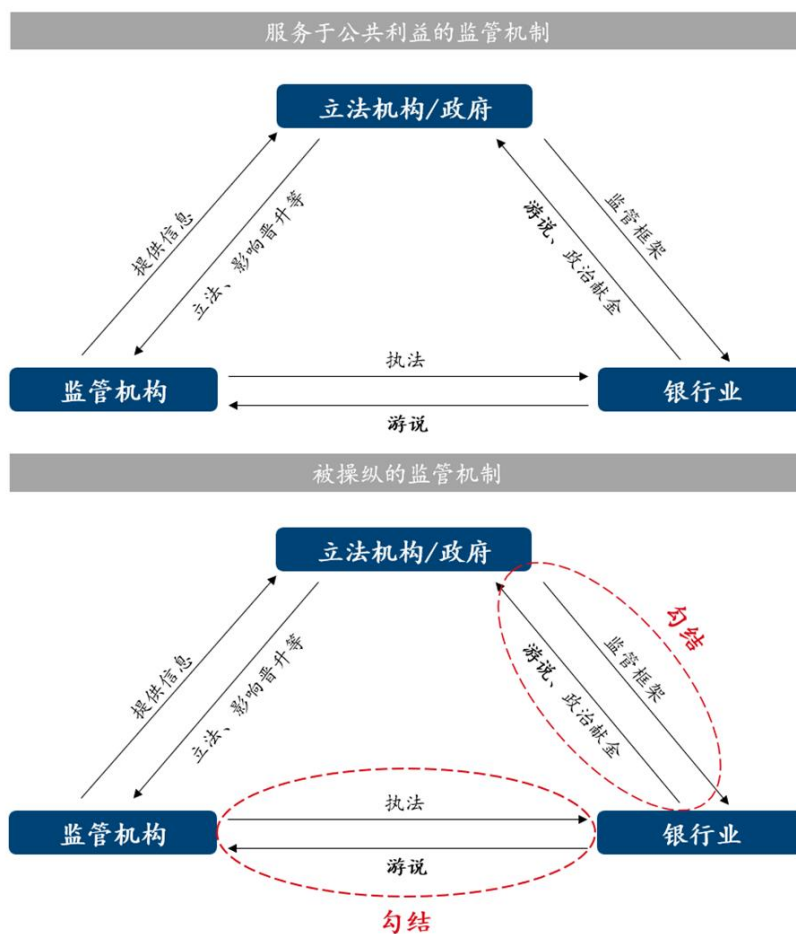 服务于公共利益的监管机制
立法机构/政府
提供信息
立法、影响晋升等
游说、政治献金
监管框架
监管机构
执法
游说
银行业
被操纵的监管机制
立法机构/政府
提供信息
立法、影响晋升等
游说、政治献金
监管框架
勾结
监管机构
执法
游说
银行业
勾结